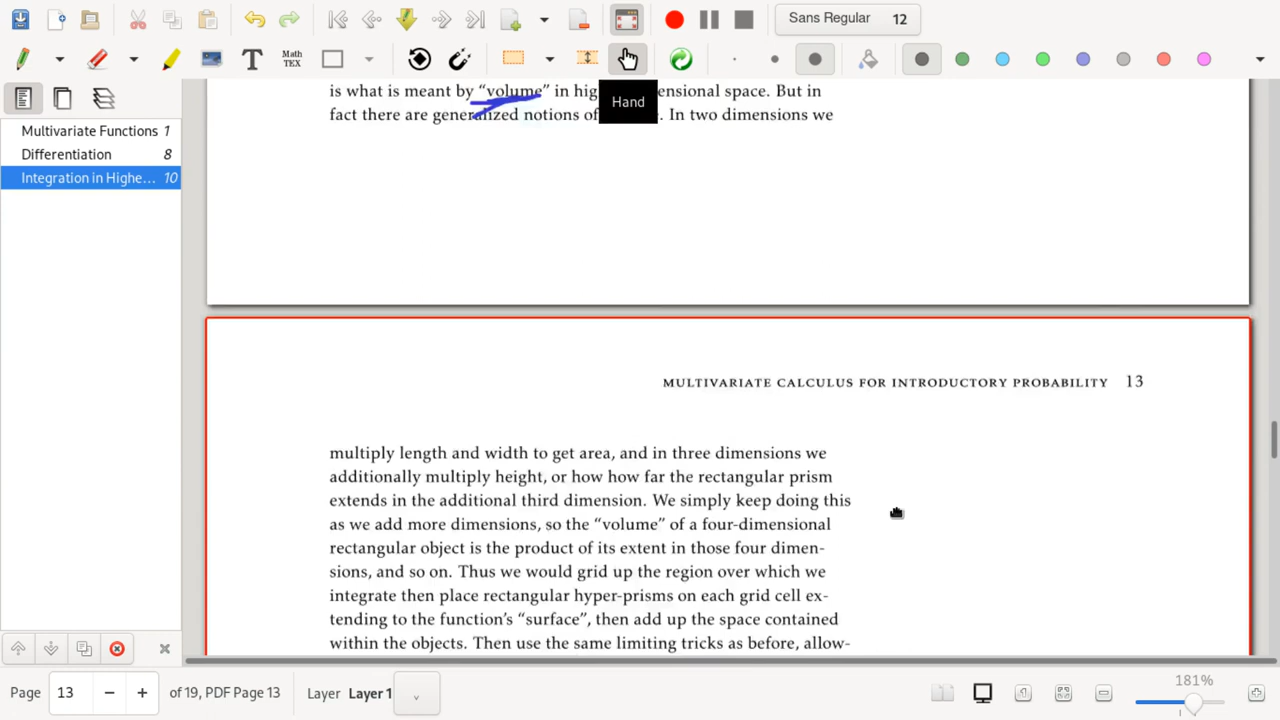 Sans Regular 12
Math
TEX
Hand
Multivariate Functions 1
Differentiation 8
Integration in Highe... 10
is what is meant by “volume” in hig ensional space. But in
fact there are generalized notions of . In two dimensions we
MULTIVARIATE CALCULUS FOR INTRODUCTORY PROBABILITY 13
multiply length and width to get area, and in three dimensions we
additionally multiply height, or how how far the rectangular prism
extends in the additional third dimension. We simply keep doing this
as we add more dimensions, so the “volume” of a four-dimensional
rectangular object is the product of its extent in those four dimen-
sions, and so on. Thus we would grid up the region over which we
integrate then place rectangular hyper-prisms on each grid cell ex-
tending to the function’s “surface”, then add up the space contained
within the objects. Then use the same limiting tricks as before, allow-
Page 13 of 19, PDF Page 13 Layer Layer 1 181%